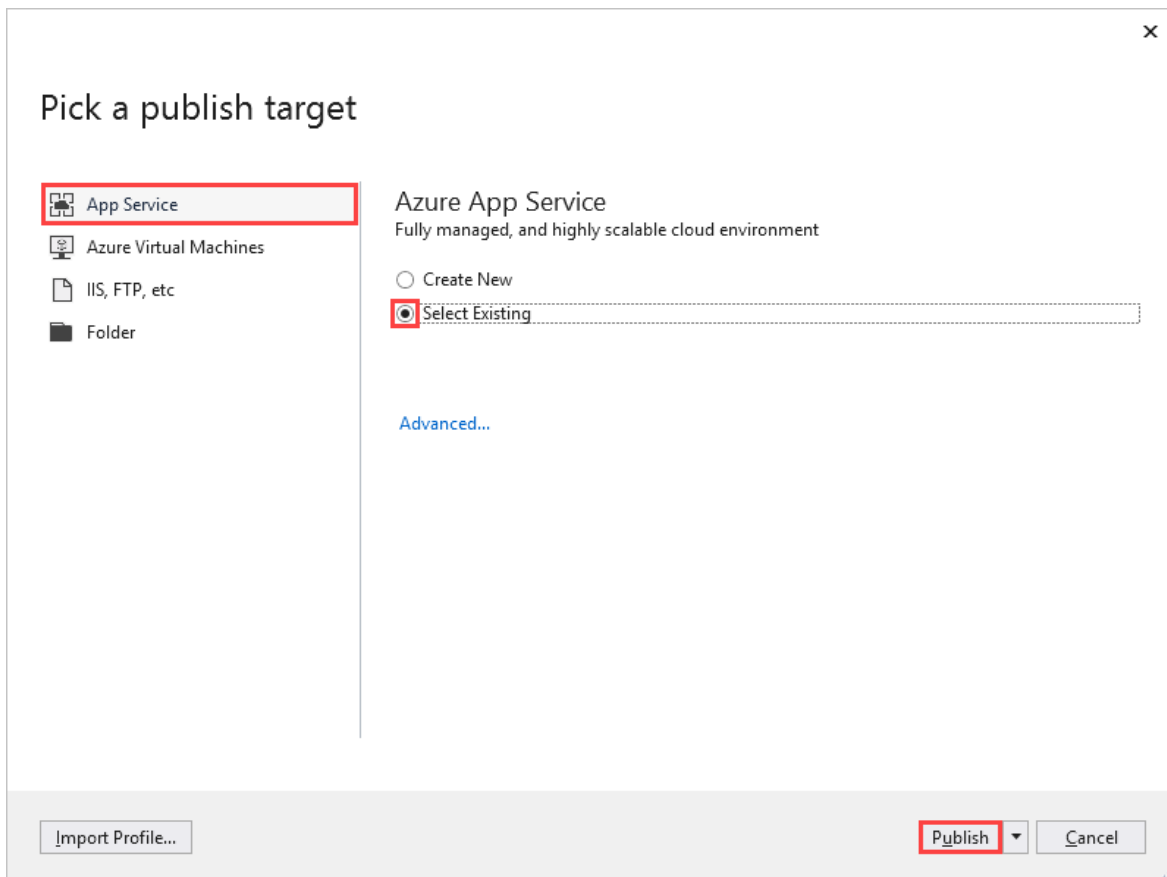 Pick a publish target
App Service
Azure Virtual Machines
IIS, FTP, etc
Folder
Azure App Service
Fully managed, and highly scalable cloud environment
Create New
Select Existing
Advanced...
Import Profile...
Publish
Cancel